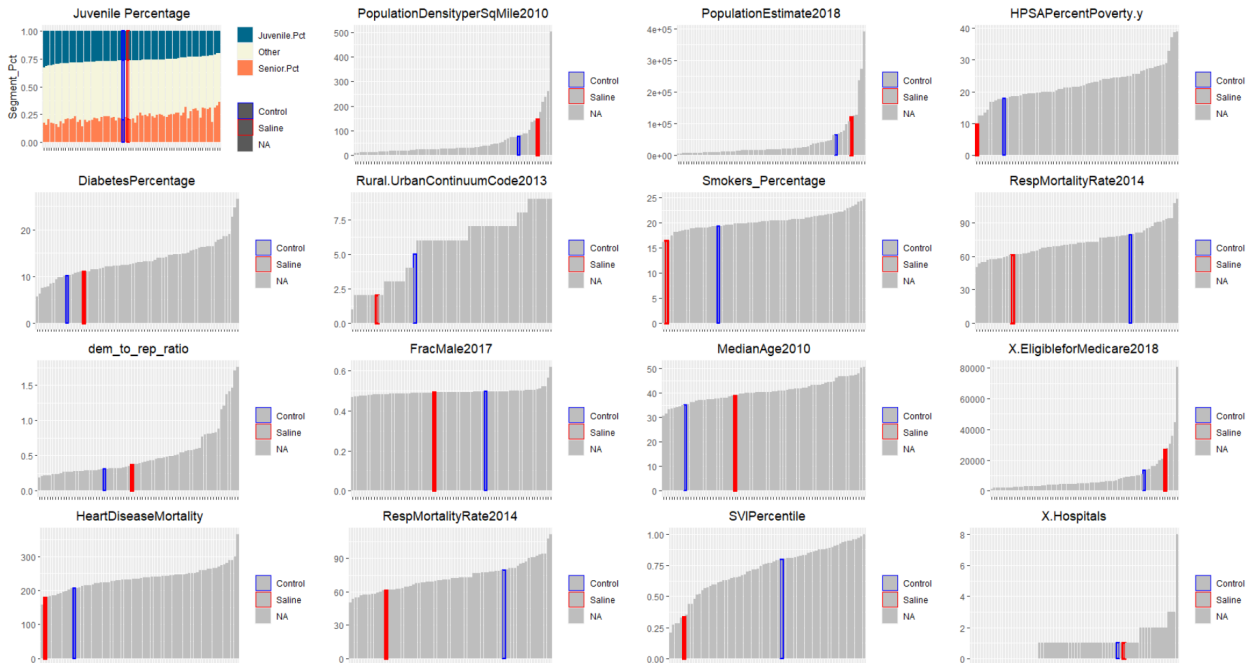 Juvenile Percentage
Segment_Pct
1.00
0.75
0.50
0.25
0.00
Juvenile.Pct
Other
Senior.Pct
Control
Saline
NA
PopulationDensityperSqMile2010
500
400
300
200
100
0
Control
Saline
NA
PopulationEstimate2018
4e+05
3e+05
2e+05
1e+05
0e+00
Control
Saline
NA
HPSAPercentPoverty.y
40
30
20
10
0
Control
Saline
NA
DiabetesPercentage
20
10
0
Control
Saline
NA
Rural.UrbanContinuumCode2013
7.5
5.0
2.5
0.0
Control
Saline
NA
Smokers_Percentage
25
20
15
10
5
0
Control
Saline
NA
RespMortalityRate2014
90
60
30
0
Control
Saline
NA
dem_to_rep_ratio
1.5
1.0
0.5
0.0
Control
Saline
NA
FracMale2017
0.6
0.4
0.2
0.0
Control
Saline
NA
MedianAge2010
50
40
30
20
10
0
Control
Saline
NA
X.EligibleforMedicare2018
80000
60000
40000
20000
0
Control
Saline
NA
HeartDiseaseMortality
300
200
100
0
Control
Saline
NA
RespMortalityRate2014
90
60
30
0
Control
Saline
NA
SVIPercentile
1.00
0.75
0.50
0.25
0.00
Control
Saline
NA
X.Hospitals
8
6
4
2
0
Control
Saline
NA